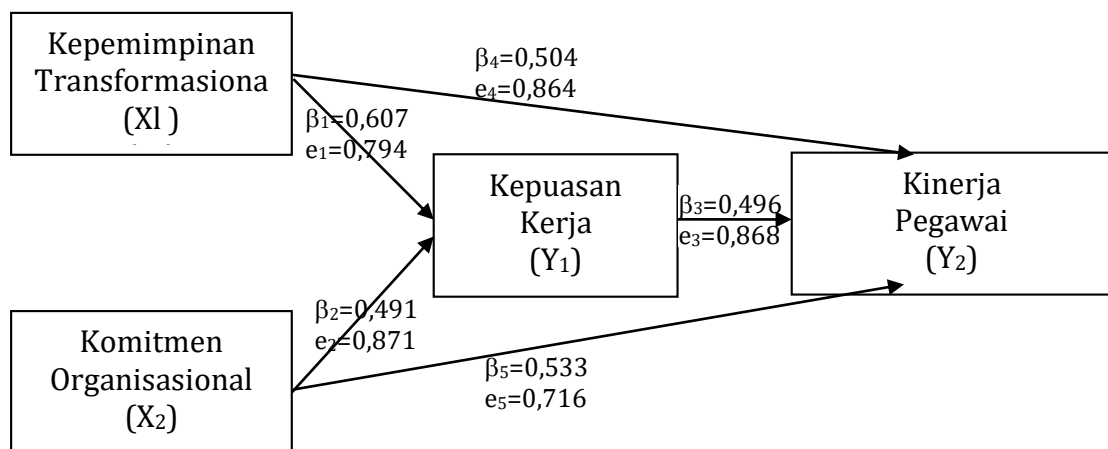 Kepemimpinan
Transformasiona
(Xl )
β4=0,504
e4=0,864
β1=0,607
e1=0,794
Kepuasan
Kerja
(Y1)
β3=0,496
e3=0,868
Kinerja
Pegawai
(Y2)
β2=0,491
e2=0,871
Komitmen
Organisasional
(X2)
β5=0,533
e5=0,716